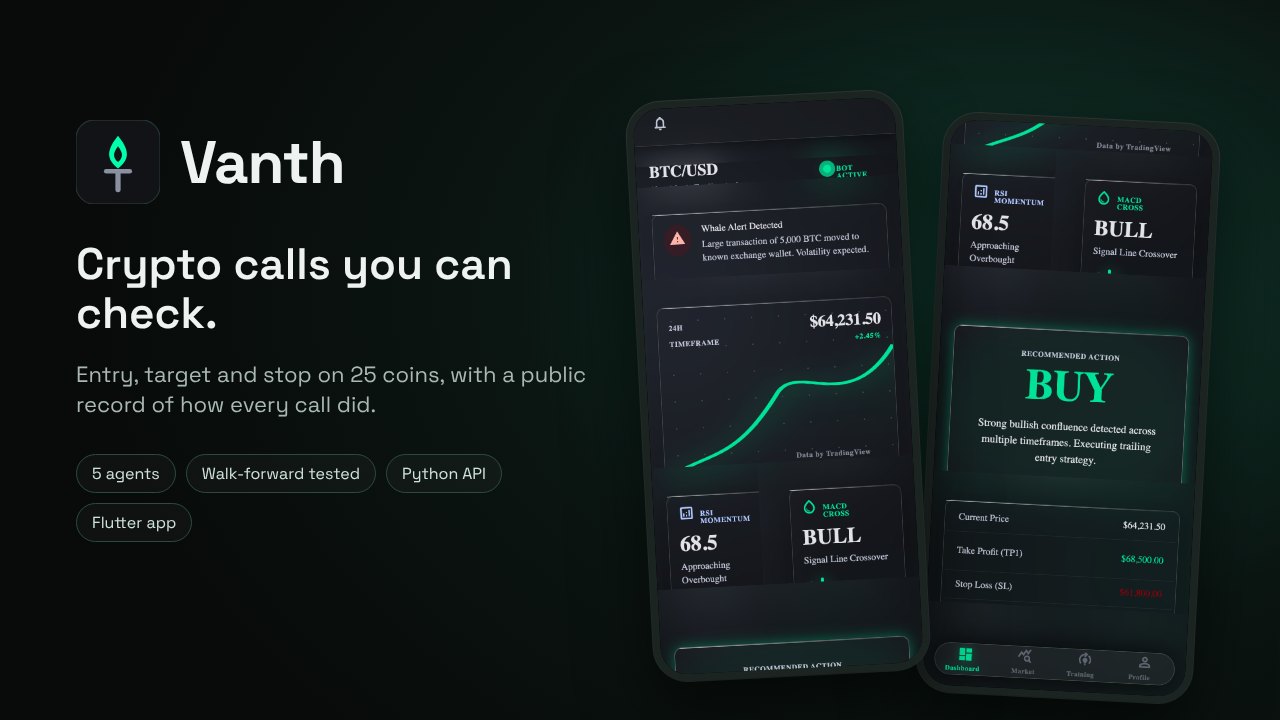 Vanth
Crypto calls you can
check.
Entry, target and stop on 25 coins, with a public
record of how every call did.
5 agents
Walk-forward tested
Python API
Flutter app
BTC/USD
BOT
ACTIVE
Whale Alert Detected
Large transaction of 5,000 BTC moved to
known exchange wallet. Volatility expected.
24H
TIMEFRAME
$64,231.50
+2.45%
Data by TradingView
RSI
MOMENTUM
68.5
Approaching
Overbought
MACD
CROSS
BULL
Signal Line Crossover
RECOMMENDED ACTION
Data by TradingView
RSI
MOMENTUM
68.5
Approaching
Overbought
MACD
CROSS
BULL
Signal Line Crossover
RECOMMENDED ACTION
BUY
Strong bullish confluence detected across
multiple timeframes. Executing trailing
entry strategy.
Current Price
$64,231.50
Take Profit (TP1)
$68,500.00
Stop Loss (SL)
$61,800.00
Dashboard
Market
Training
Profile